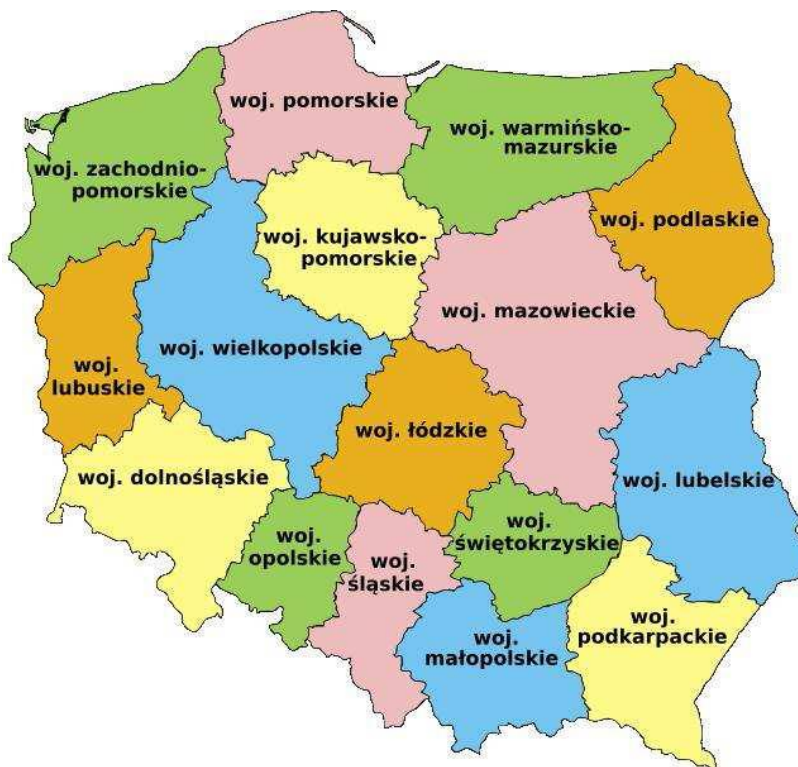 woj. pomorskie
woj. warmińsko-
mazurskie
woj. zachodnio-
pomorskie
woj. podlaskie
woj. kujawsko-
pomorskie
woj. mazowieckie
woj. wielkopolskie
woj.
lubuskie
woj. łódzkie
woj. dolnośląskie
woj. lubelskie
woj.
opolskie
woj.
śląskie
woj.
świętokrzyskie
woj.
małopolskie
woj.
podkarpackie